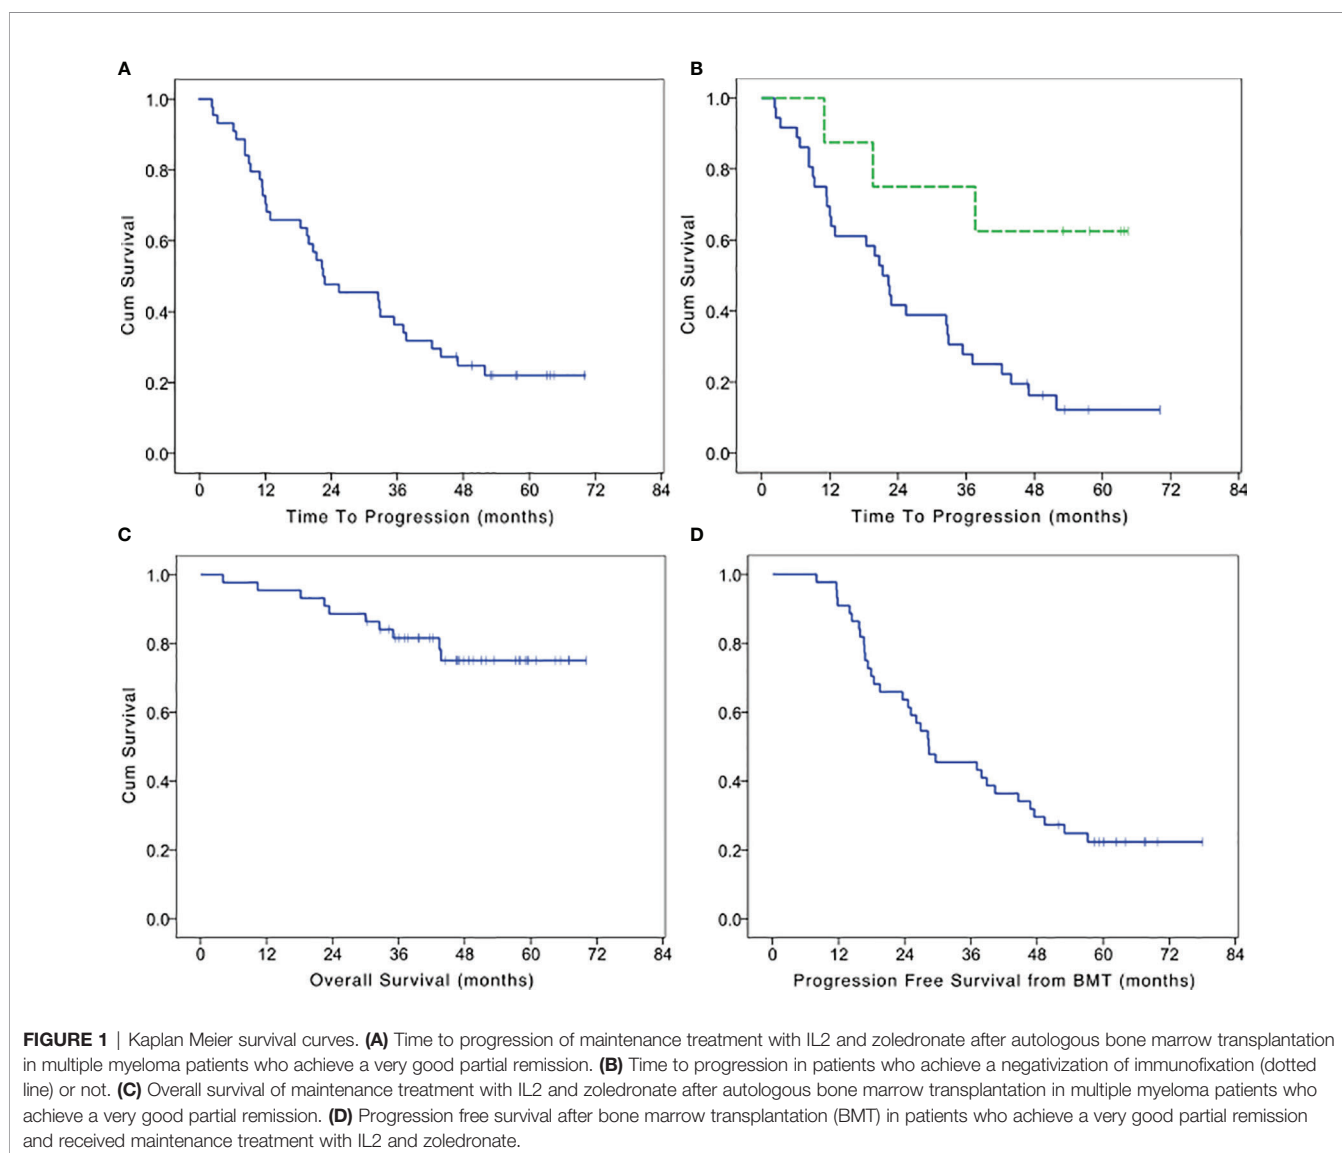 A
1.0
0.8
0.6
0.4
0.2
0.0
Cum Survival
0 12 24 36 48 60 72 84
Time To Progression (months)
B
1.0
0.8
0.6
0.4
0.2
0.0
Cum Survival
0 12 24 36 48 60 72 84
Time To Progression (months)
C
1.0
0.8
0.6
0.4
0.2
0.0
Cum Survival
0 12 24 36 48 60 72 84
Overall Survival (months)
D
1.0
0.8
0.6
0.4
0.2
0.0
0 12 24 36 48 60 72 84
Progression Free Survival from BMT (months)
FIGURE 1 | Kaplan Meier survival curves. (A) Time to progression of maintenance treatment with IL2 and zoledronate after autologous bone marrow transplantation
in multiple myeloma patients who achieve a very good partial remission. (B) Time to progression in patients who achieve a negativization of immunofixation (dotted
line) or not. (C) Overall survival of maintenance treatment with IL2 and zoledronate after autologous bone marrow transplantation in multiple myeloma patients who
achieve a very good partial remission. (D) Progression free survival after bone marrow transplantation (BMT) in patients who achieve a very good partial remission
and received maintenance treatment with IL2 and zoledronate.